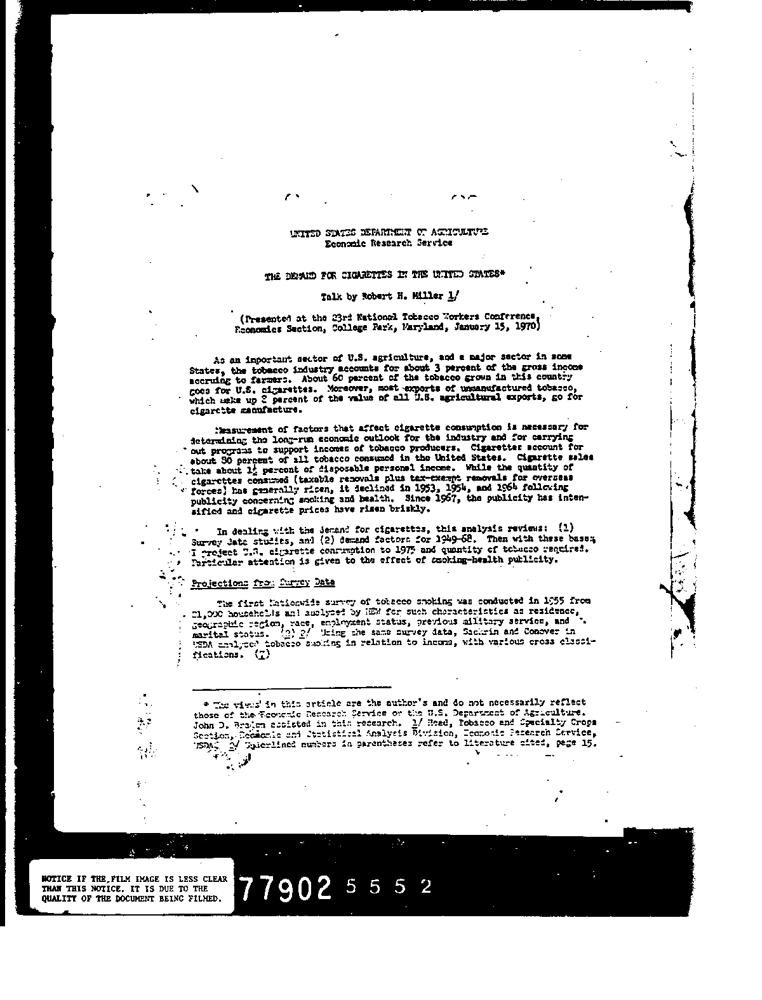 UNITED STATES DEPARTMENT OF AGRICULTURE
Economic Research Service
THE DEMAND FOR CIGARETTES IN THE UNITED STATES*
Talk by Robert H. Miller 1/
(Presented at the 23rd National Tobacco Workers Conference,
Economics Section, College Park, Maryland, January 15, 1970)
As an important sector of U.S. agriculture, and a major sector in some
States, the tobacco industry accounts for about 3 percent of the gross income
accruing to farmers. About 60 percent of the tobacco grown in this country
goes for U.S. cigarettes. Moreover, most exports of unmanufactured tobacco,
which make up 2 percent of the value of all U.S. agricultural exports, go for
cigarette manufacture.
Measurement of factors that affect cigarette consumption is necessary for
determining the long-run economic outlook for the industry and for carrying
out programs to support incomes of tobacco producers. Cigarettes account for
about 80 percent of all tobacco consumed in the United States. Cigarette sales
take about 1½ percent of disposable personal income. While the quantity of
cigarettes consumed (taxable removals plus tax-exempt removals for overseas
forces) has generally risen, it declined in 1953, 1954, and 1964 following
publicity concerning smoking and health. Since 1967, the publicity has inten-
sified and cigarette prices have risen briskly.
In dealing with the demand for cigarettes, this analysis reviews: (1)
Survey data studies, and (2) demand factors for 1949-68. Then with these bases,
I project U.S. cigarette consumption to 1975 and quantity of tobacco required.
Particular attention is given to the effect of smoking-health publicity.
Projections from Survey Data
The first Nationwide survey of tobacco smoking was conducted in 1955 from
21,000 households and analyzed by HEW for such characteristics as residence,
geographic region, race, employment status, previous military service, and
marital status. 2/ Using the same survey data, Sackrin and Conover in
USDA analyzed tobacco smoking in relation to income, with various cross classi-
fications. (7)
* The views in this article are the author's and do not necessarily reflect
those of the Economic Research Service or the U.S. Department of Agriculture.
John D. assisted in this research. 1/ Head, Tobacco and Specialty Crops
Section, Economic and Statistical Analysis Division, Economic Research Service,
USDA. 2/ Underlined numbers in parentheses refer to literature cited, page 15.
NOTICE IF THE FILM IMAGE IS LESS CLEAR
THAN THIS NOTICE. IT IS DUE TO THE
QUALITY OF THE DOCUMENT BEING FILMED.
77902 5552